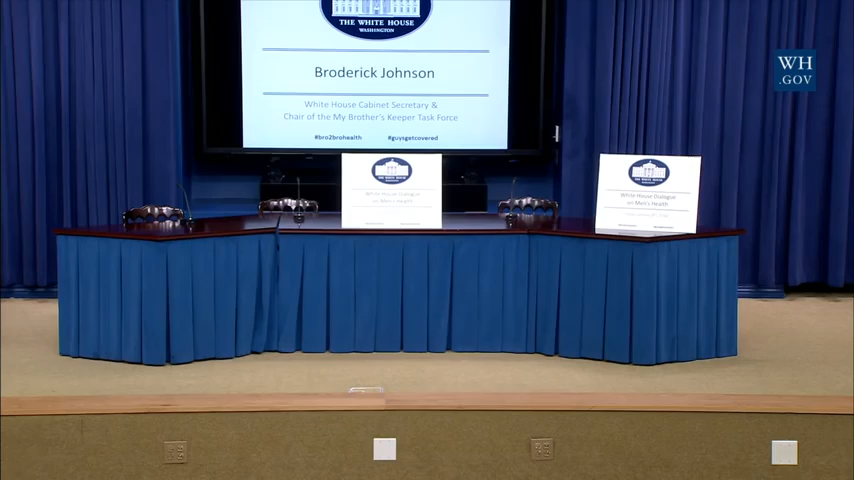 THE WHITE HOUSE
WASHINGTON
Broderick Johnson
White House Cabinet Secretary &
Chair of the My Brother's Keeper Task Force
#bro2brohealth #guysgetcovered
WH
.GOV
White House Dialogue
on Men's Health
White House Dialogue
on Men's Health